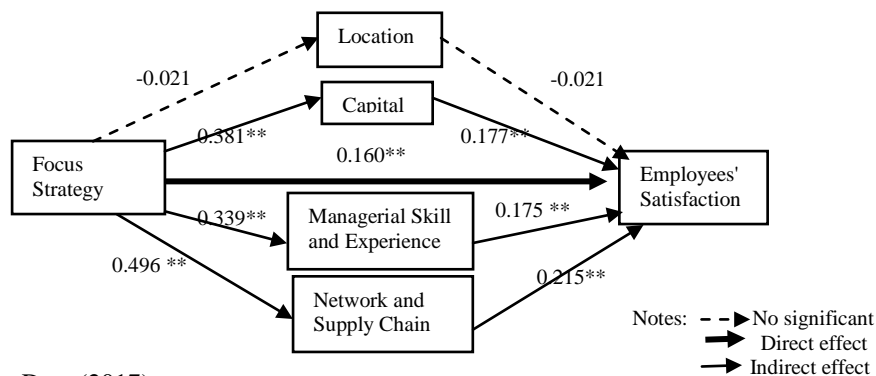 Location
-0.021
-0.021
Capital
0.381**
0.177**
0.160**
Focus
Strategy
Employees'
Satisfaction
0.339**
Managerial Skill
and Experience
0.175 **
0.496 **
Network and
Supply Chain
0.215**
Notes:
No significant
Direct effect
Indirect effect
(2017)